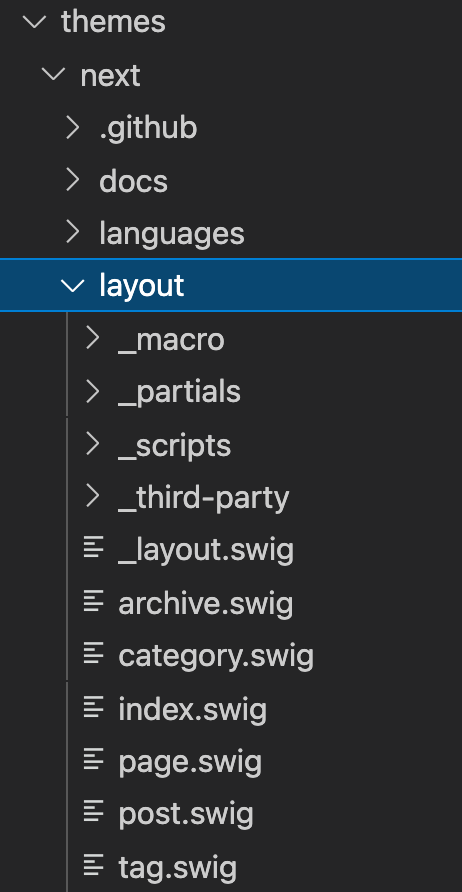 themes
next
.github
docs
languages
layout
_macro
_partials
_scripts
_third-party
_layout.swig
archive.swig
category.swig
index.swig
page.swig
post.swig
tag.swig